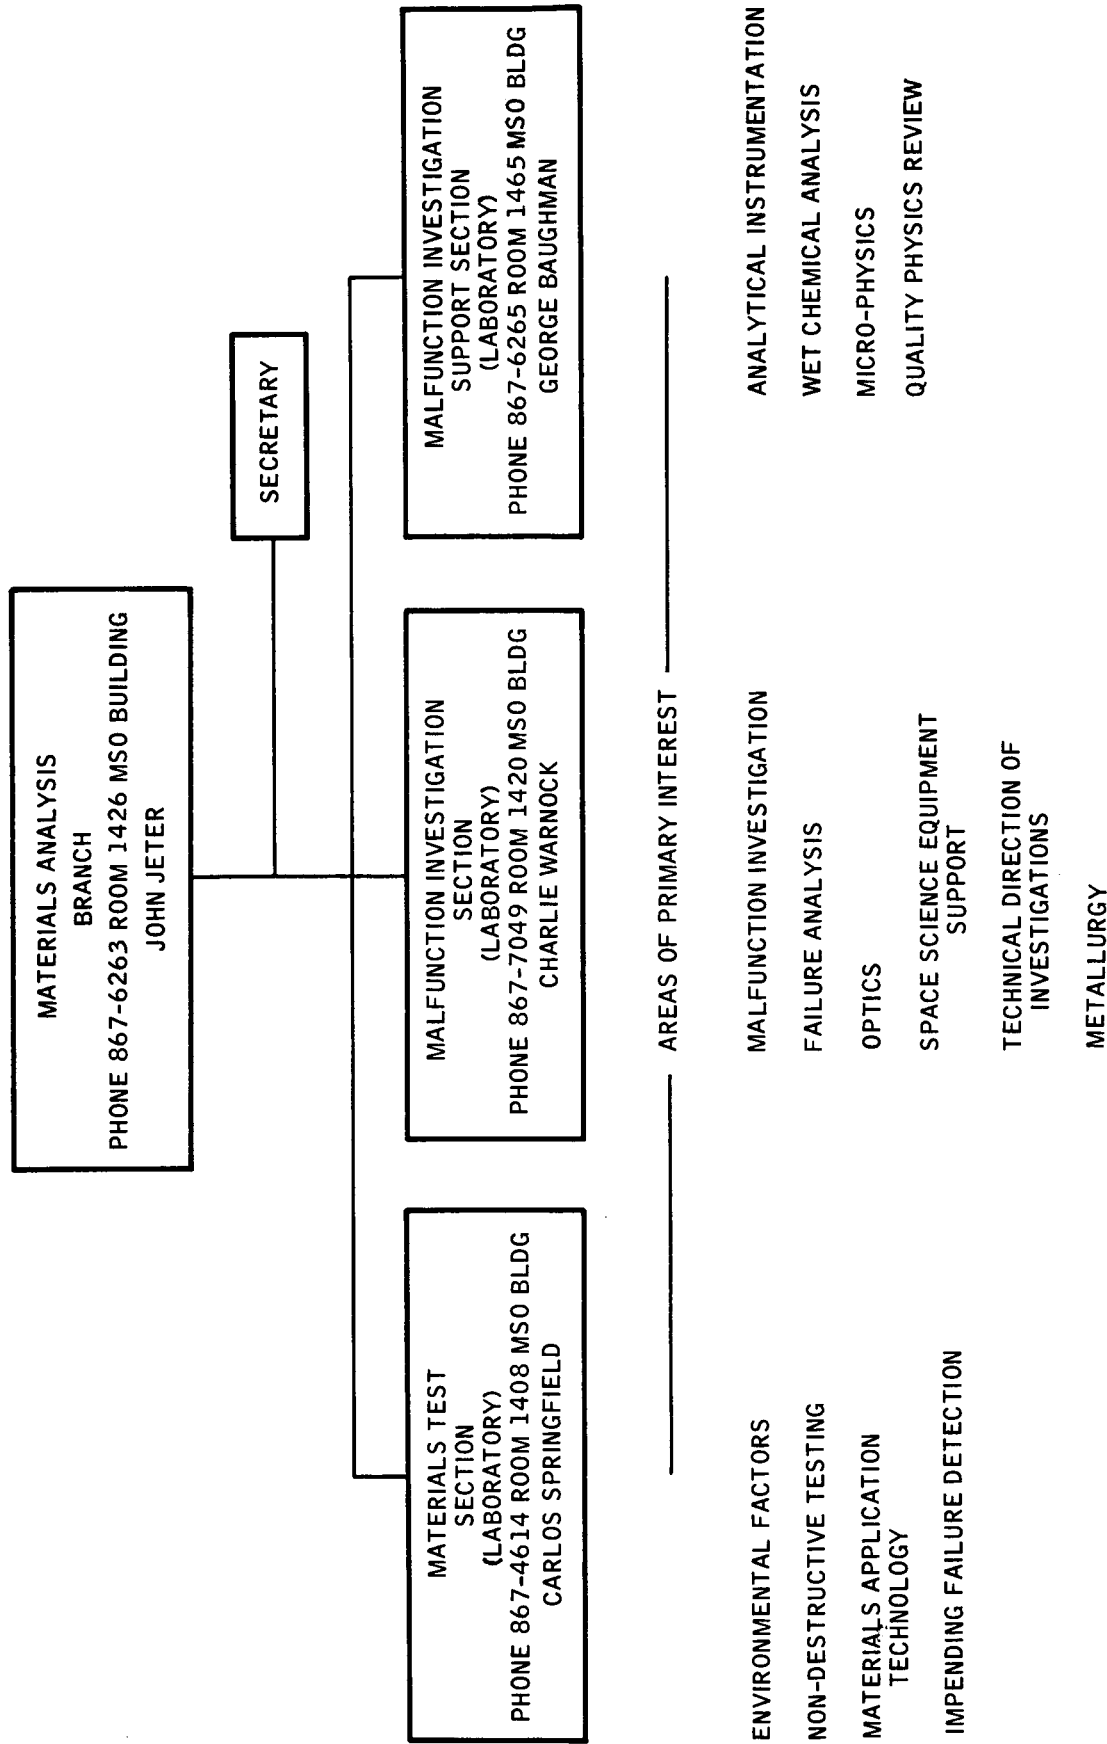 MATERIALS ANALYSIS
BRANCH
PHONE 867-6263 ROOM 1426 MSO BUILDING
JOHN JETER
SECRETARY
MATERIALS TEST
SECTION
(LABORATORY)
PHONE 867-4614 ROOM 1408 MSO BLDG
CARLOS SPRINGFIELD
MALFUNCTION INVESTIGATION
SECTION
(LABORATORY)
PHONE 867-7049 ROOM 1420 MSO BLDG
CHARLIE WARNOCK
MALFUNCTION INVESTIGATION
SUPPORT SECTION
(LABORATORY)
PHONE 867-6265 ROOM 1465 MSO BLDG
GEORGE BAUGHMAN
AREAS OF PRIMARY INTEREST
ENVIRONMENTAL FACTORS
NON-DESTRUCTIVE TESTING
MATERIALS APPLICATION
TECHNOLOGY
IMPENDING FAILURE DETECTION
MALFUNCTION INVESTIGATION
FAILURE ANALYSIS
OPTICS
SPACE SCIENCE EQUIPMENT
SUPPORT
TECHNICAL DIRECTION OF
INVESTIGATIONS
METALLURGY
ANALYTICAL INSTRUMENTATION
WET CHEMICAL ANALYSIS
MICRO-PHYSICS
QUALITY PHYSICS REVIEW